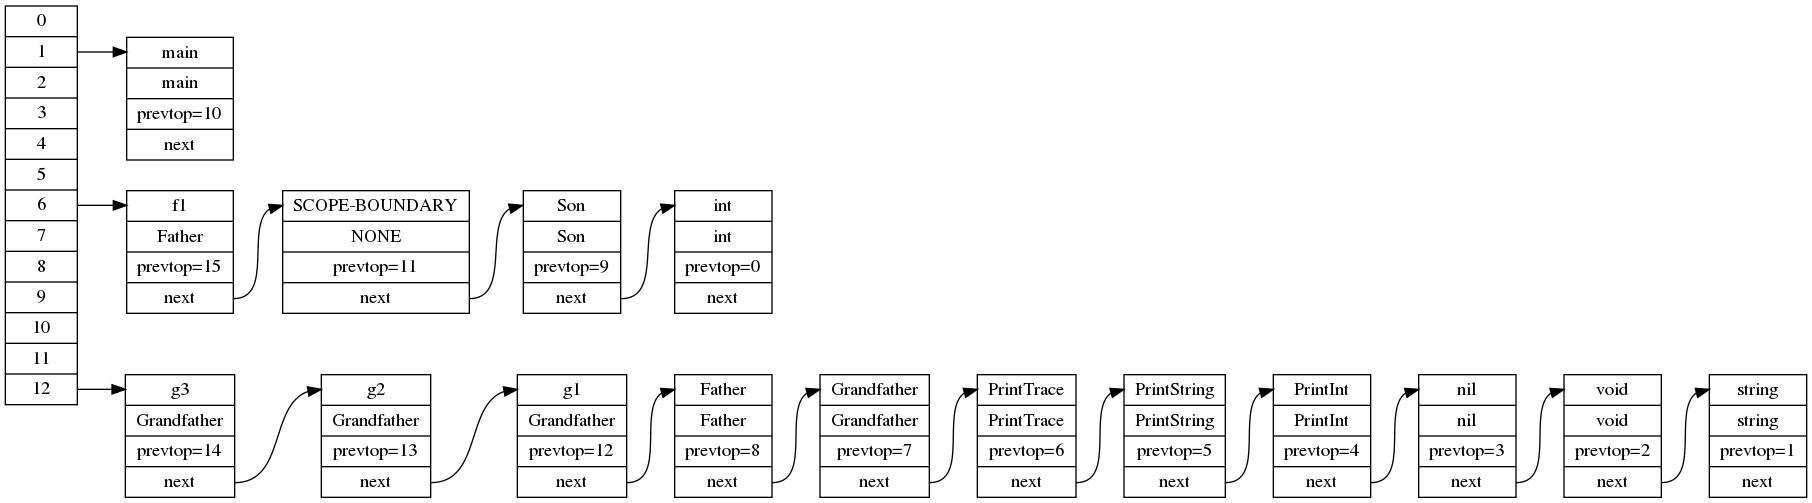 0
1
2
3
4
5
6
7
8
9
10
11
12
main
main
prevtop=10
next
f1
Father
prevtop=15
next
SCOPE-BOUNDARY
NONE
prevtop=11
next
Son
Son
prevtop=9
next
int
int
prevtop=0
next
g3
Grandfather
prevtop=14
next
g2
Grandfather
prevtop=13
next
g1
Grandfather
prevtop=12
next
Father
Father
prevtop=8
next
Grandfather
Grandfather
prevtop=7
next
PrintTrace
PrintTrace
prevtop=6
next
PrintString
PrintString
prevtop=5
next
PrintInt
PrintInt
prevtop=4
next
nil
nil
prevtop=3
next
void
void
prevtop=2
next
string
string
prevtop=1
next